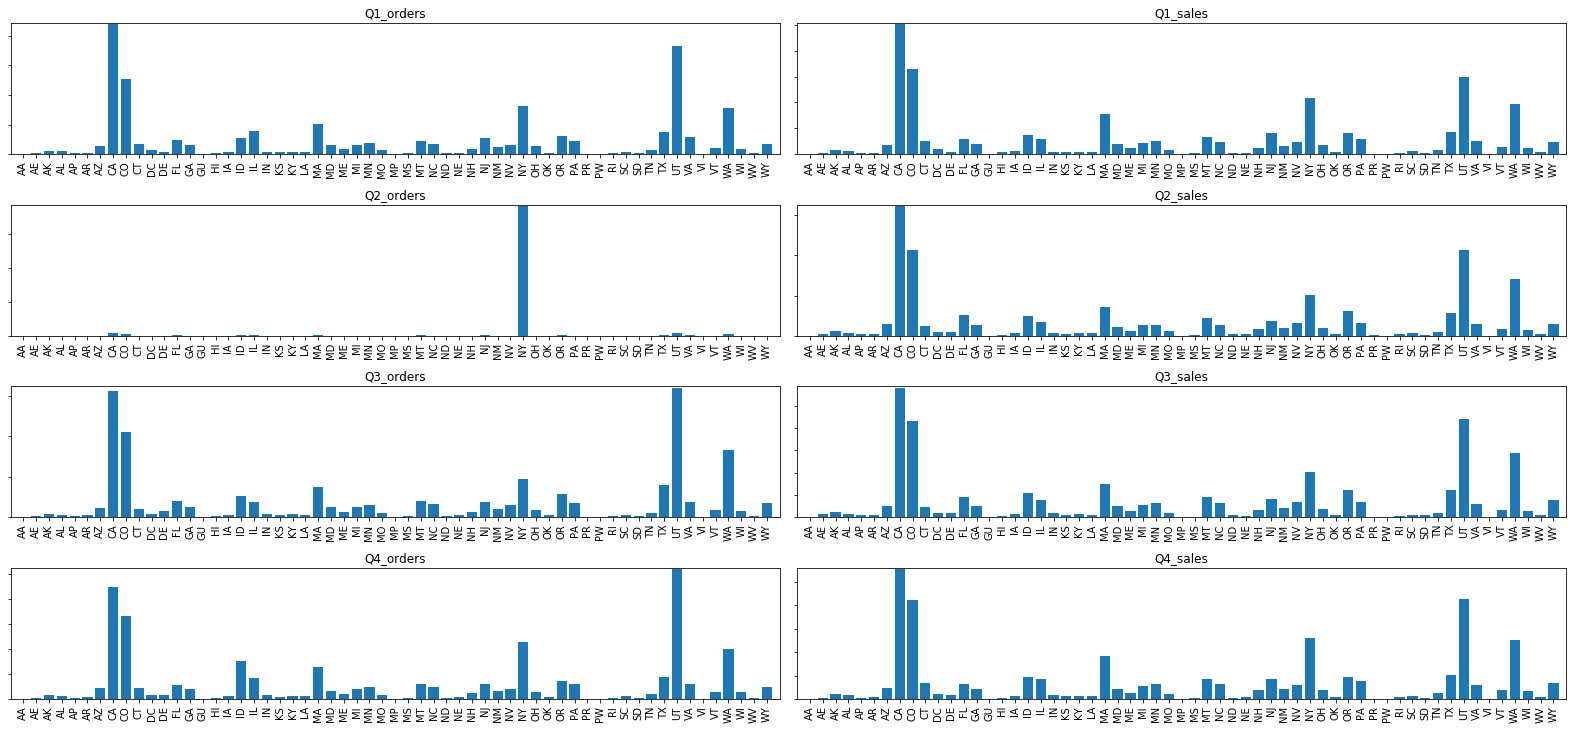 Q1_orders
AA AE AK AL AP AR AZ CA CO CT DC DE FL GA GU HI IA ID IL IN KS KY LA MA MD ME MI MN MO MP MS MT NC ND NE NH NJ NM NV NY OH OK OR PA PR PW RI SC SD TN TX UT VA VI VT WA WI WV WY
Q1_sales
AA AE AK AL AP AR AZ CA CO CT DC DE FL GA GU HI IA ID IL IN KS KY LA MA MD ME MI MN MO MP MS MT NC ND NE NH NJ NM NV NY OH OK OR PA PR PW RI SC SD TN TX UT VA VI VT WA WI WV WY
Q2_orders
AA AE AK AL AP AR AZ CA CO CT DC DE FL GA GU HI IA ID IL IN KS KY LA MA MD ME MI MN MO MP MS MT NC ND NE NH NJ NM NV NY OH OK OR PA PR PW RI SC SD TN TX UT VA VI VT WA WI WV WY
Q2_sales
AA AE AK AL AP AR AZ CA CO CT DC DE FL GA GU HI IA ID IL IN KS KY LA MA MD ME MI MN MO MP MS MT NC ND NE NH NJ NM NV NY OH OK OR PA PR PW RI SC SD TN TX UT VA VI VT WA WI WV WY
Q3_orders
AA AE AK AL AP AR AZ CA CO CT DC DE FL GA GU HI IA ID IL IN KS KY LA MA MD ME MI MN MO MP MS MT NC ND NE NH NJ NM NV NY OH OK OR PA PR PW RI SC SD TN TX UT VA VI VT WA WI WV WY
Q3_sales
AA AE AK AL AP AR AZ CA CO CT DC DE FL GA GU HI IA ID IL IN KS KY LA MA MD ME MI MN MO MP MS MT NC ND NE NH NJ NM NV NY OH OK OR PA PR PW RI SC SD TN TX UT VA VI VT WA WI WV WY
Q4_orders
AA AE AK AL AP AR AZ CA CO CT DC DE FL GA GU HI IA ID IL IN KS KY LA MA MD ME MI MN MO MP MS MT NC ND NE NH NJ NM NV NY OH OK OR PA PR PW RI SC SD TN TX UT VA VI VT WA WI WV WY
Q4_sales
AA AE AK AL AP AR AZ CA CO CT DC DE FL GA GU HI IA ID IL IN KS KY LA MA MD ME MI MN MO MP MS MT NC ND NE NH NJ NM NV NY OH OK OR PA PR PW RI SC SD TN TX UT VA VI VT WA WI WV WY